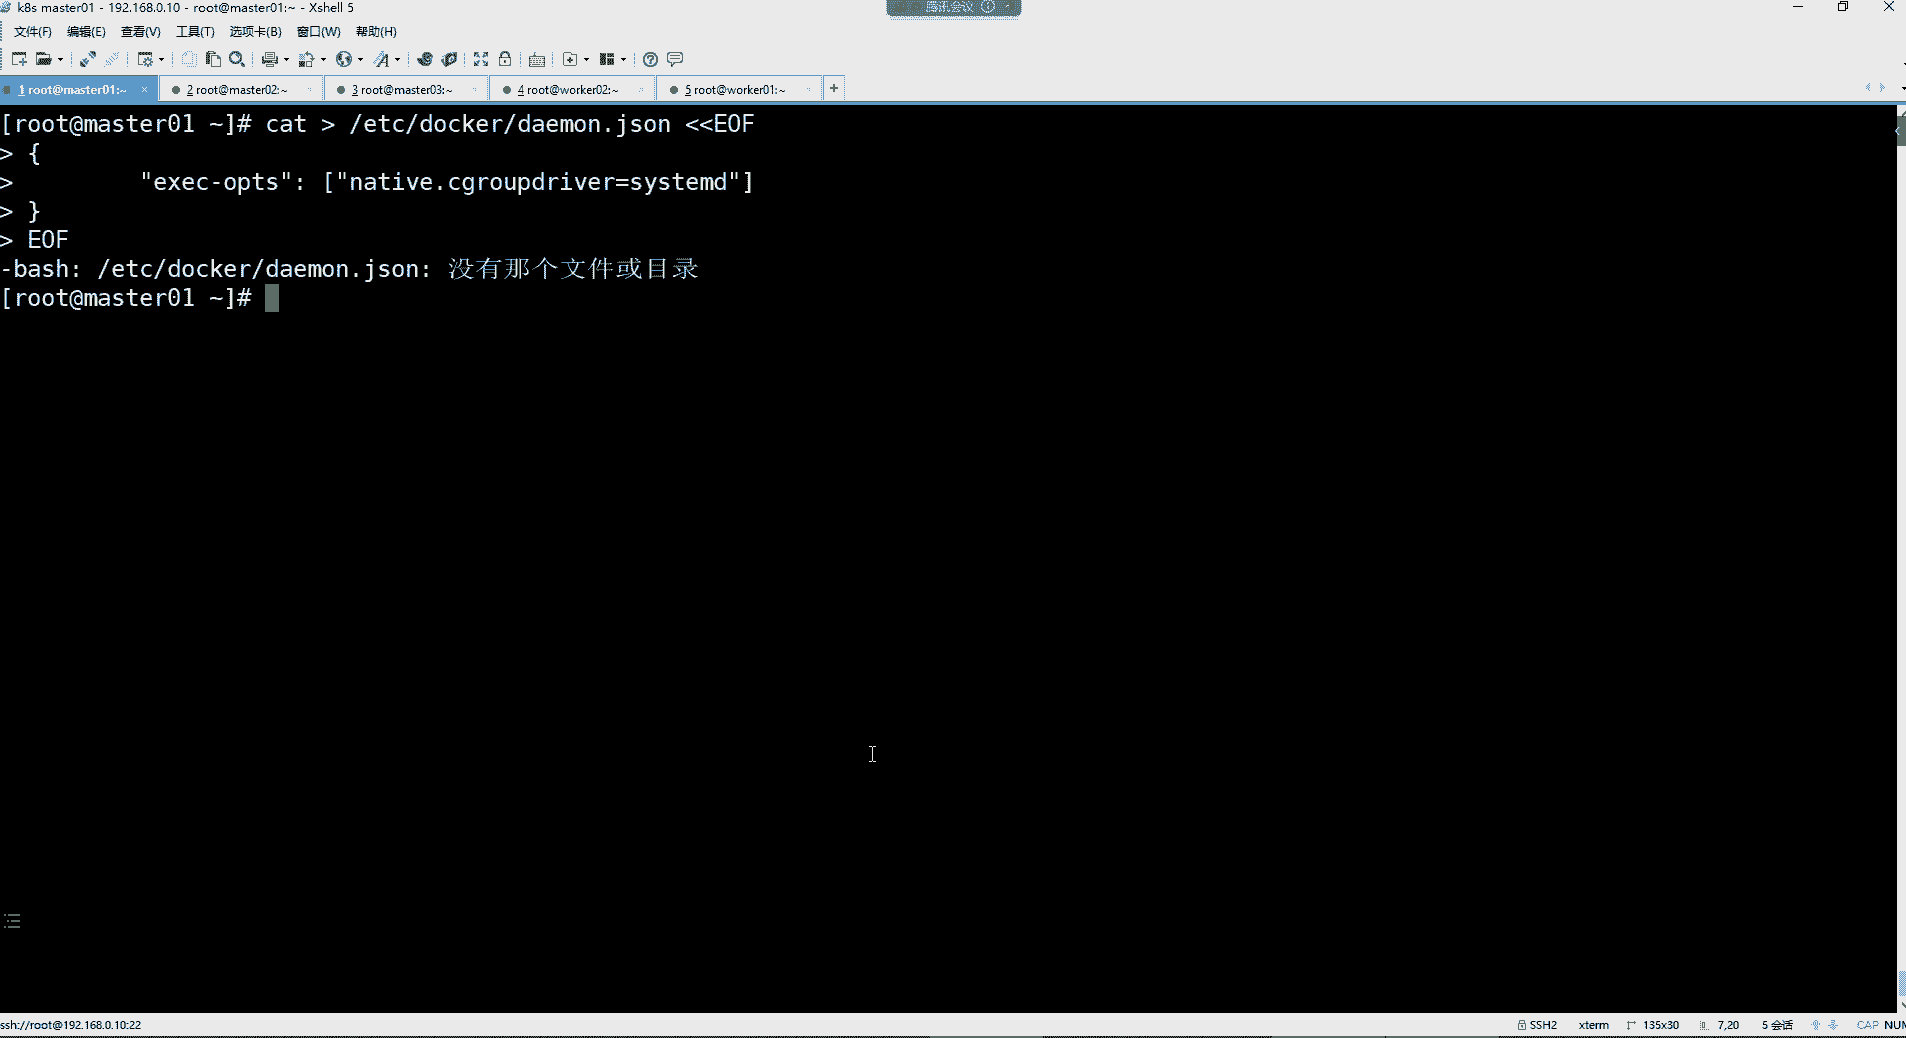 k8s master01 - 192.168.0.10 - root@master01:~ - Xshell 5
腾讯会议
文件(F) 编辑(E) 查看(V) 工具(T) 选项卡(B) 窗口(W) 帮助(H)
1 root@master01:~ 2 root@master02:~ 3 root@master03:~ 4 root@worker02:~ 5 root@worker01:~
[root@master01 ~]# cat > /etc/docker/daemon.json <<EOF
> {
>         "exec-opts": ["native.cgroupdriver=systemd"]
> }
> EOF
-bash: /etc/docker/daemon.json: 没有那个文件或目录
[root@master01 ~]#
ssh://root@192.168.0.10:22 SSH2 xterm 135x30 7,20 5 会话 CAP NUM